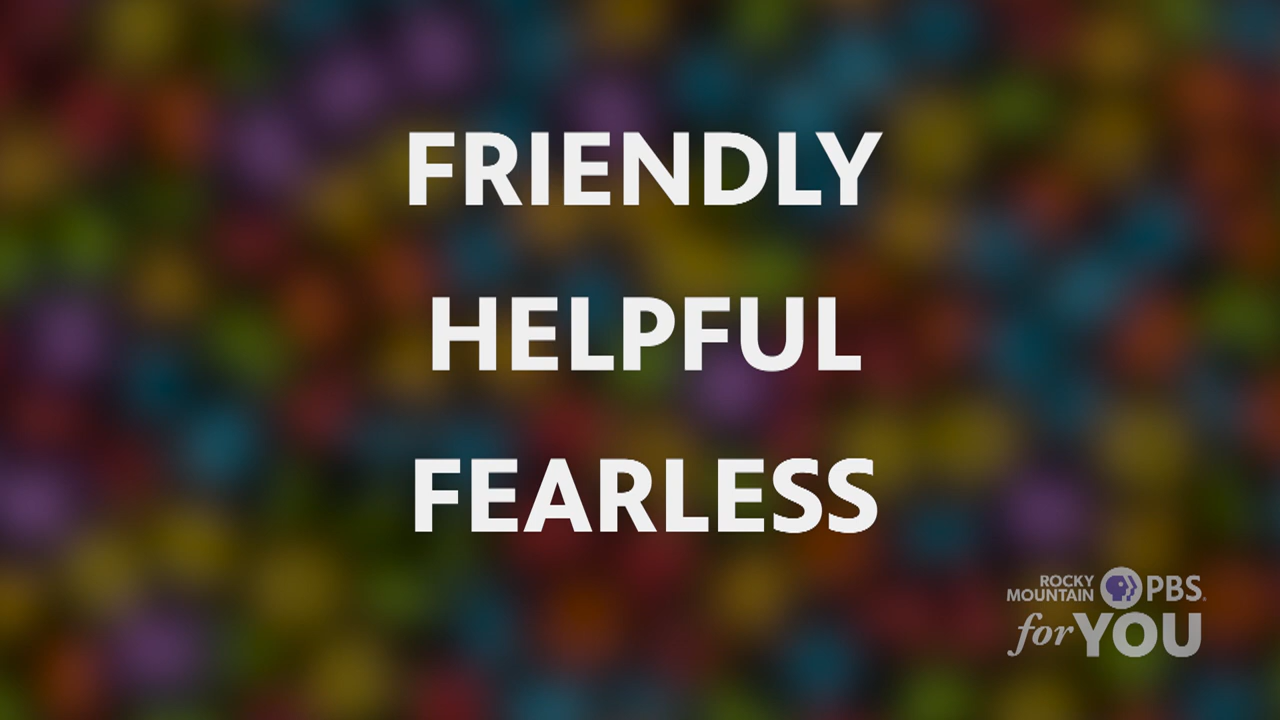 FRIENDLY
HELPFUL
FEARLESS
ROCKY
MOUNTAIN PBS.
for YOU